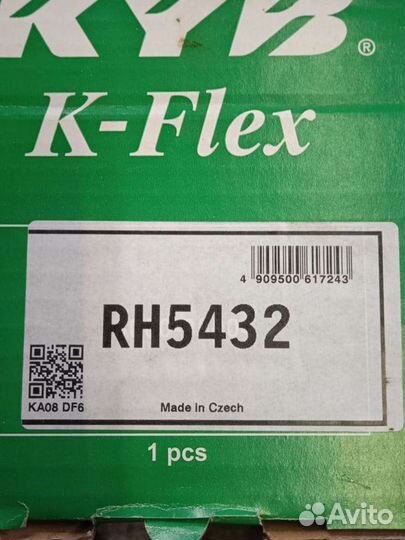 KYB®
K-Flex
4 909500 617243
RH5432
KA08 DF6
Made in Czech
1 pcs
Avito